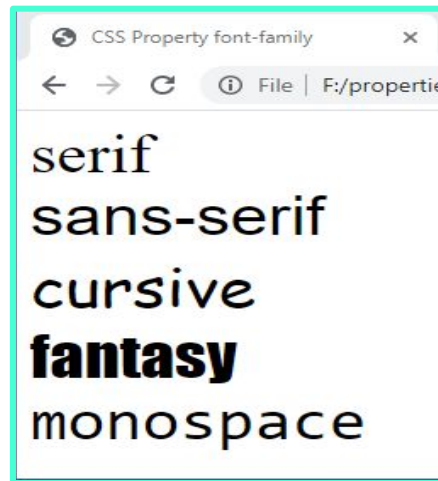 CSS Property font-family
File | F:/propertie
serif
sans-serif
cursive
fantasy
monospace